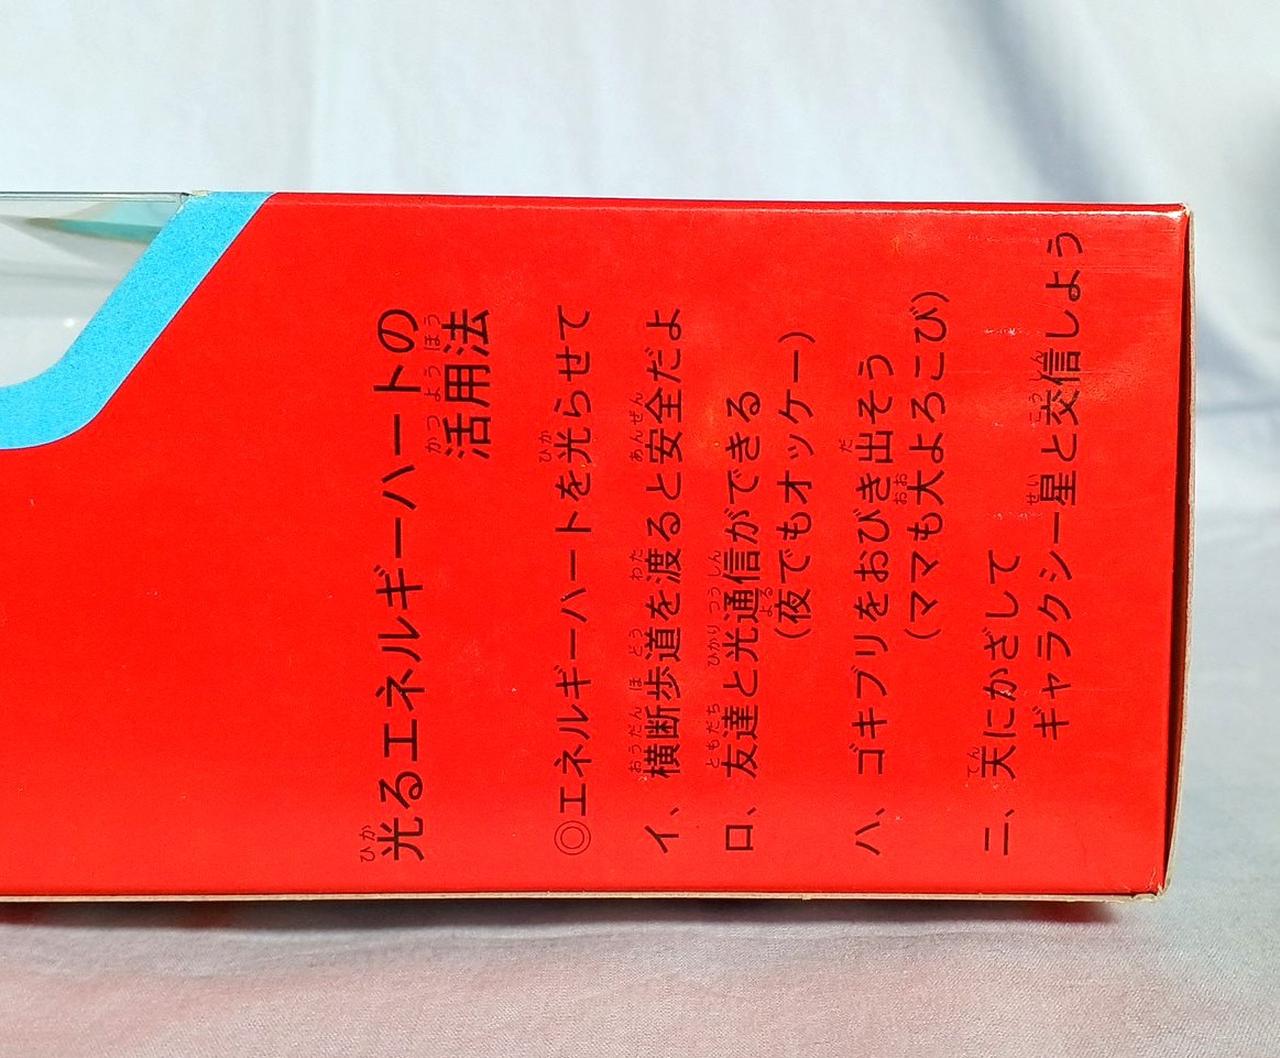 光るエネルギーハートの
活用法
◎エネルギーハートを光らせて
イ、横断歩道を渡ると安全だよ
ロ、友達と光通信ができる
(夜でもオッケー)
ハ、ゴキブリをおびき出そう
(ママも大よろこび)
ニ、天にかざして
ギャラクシー星と交信しよう